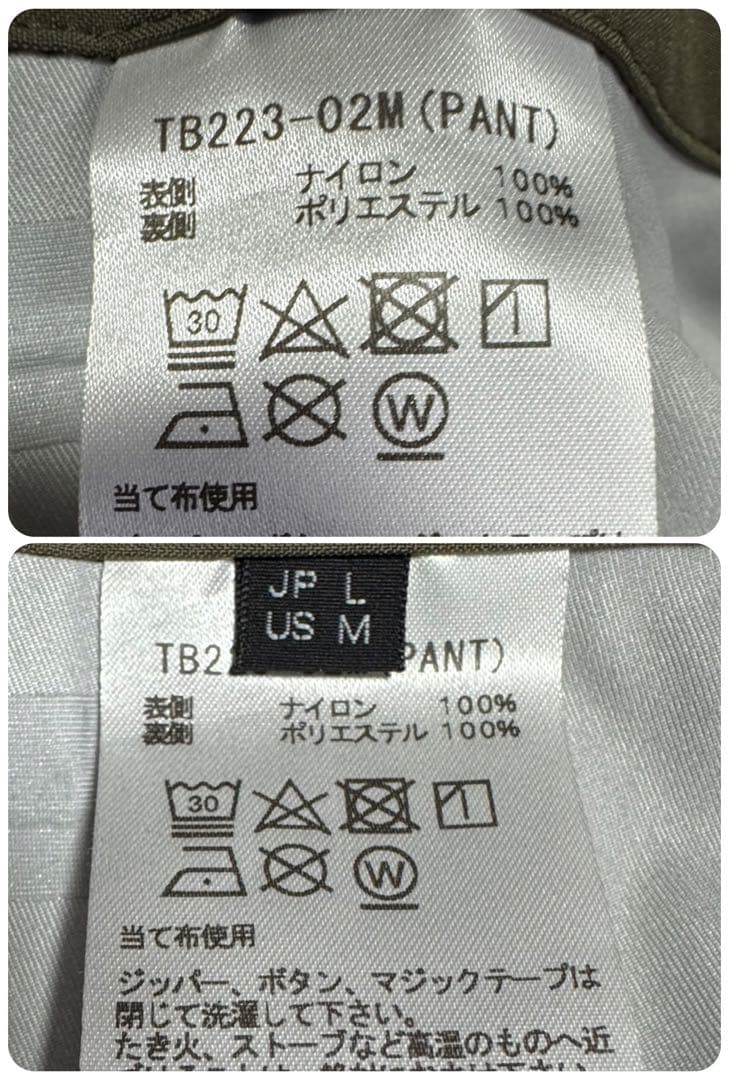 TB223-02M(PANT)
表側 ナイロン 100%
裏側 ポリエステル 100%
30
W
当て布使用
JP L
US M
TB2 PANT)
表側 ナイロン 100%
裏側 ポリエステル 100%
30
W
当て布使用
ジッパー、ボタン、マジックテープは
閉じて洗濯して下さい。
たき火、ストーブなど高温のものへ近